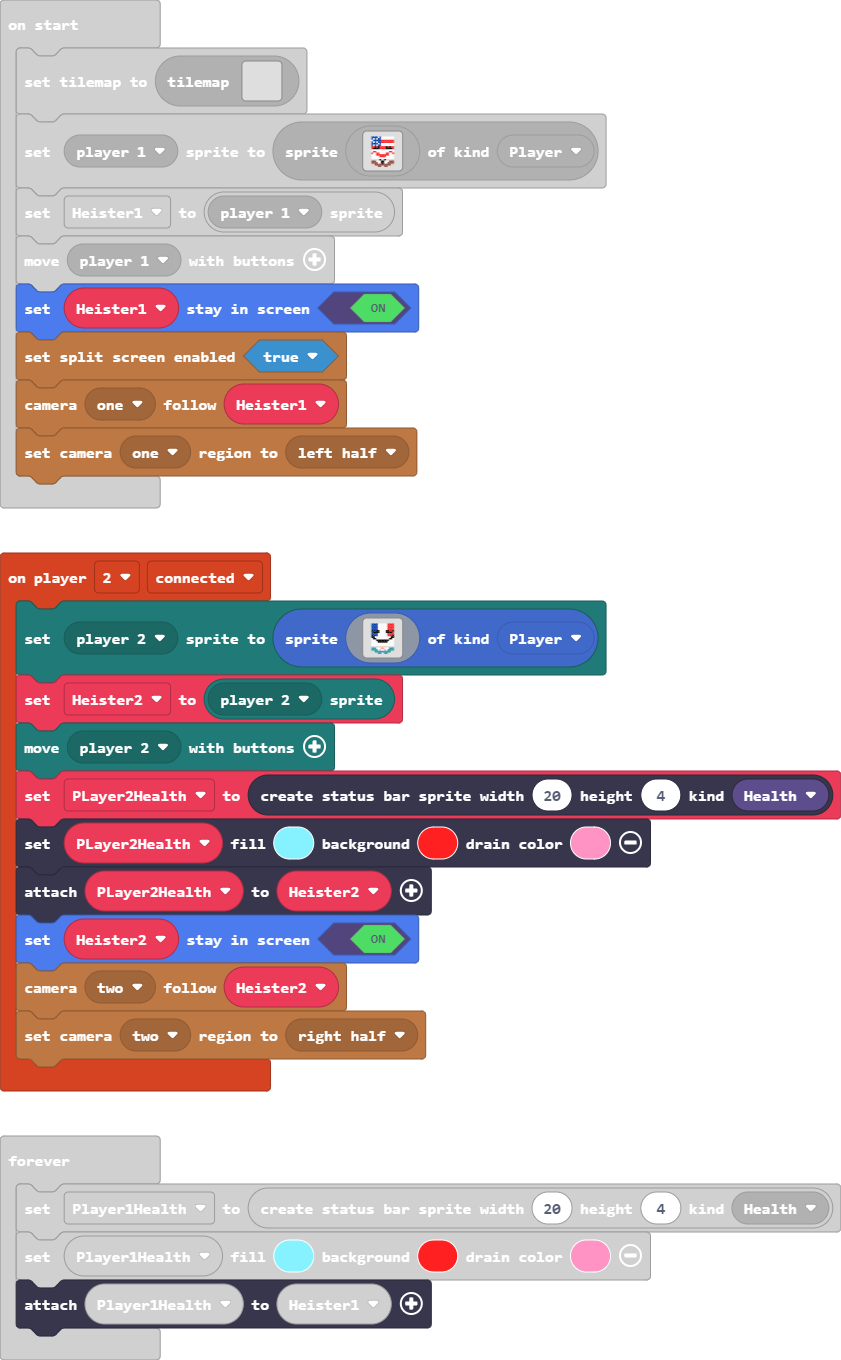 on start
set tilemap to tilemap
set player 1 sprite to sprite of kind Player
set Heister1 to player 1 sprite
move player 1 with buttons
set Heister1 stay in screen ON
set split screen enabled true
camera one follow Heister1
set camera one region to left half
on player 2 connected
set player 2 sprite to sprite of kind Player
set Heister2 to player 2 sprite
move player 2 with buttons
set PLayer2Health to create status bar sprite width 20 height 4 kind Health
set PLayer2Health fill background drain color
attach PLayer2Health to Heister2
set Heister2 stay in screen ON
camera two follow Heister2
set camera two region to right half
forever
set Player1Health to create status bar sprite width 20 height 4 kind Health
set Player1Health fill background drain color
attach Player1Health to Heister1